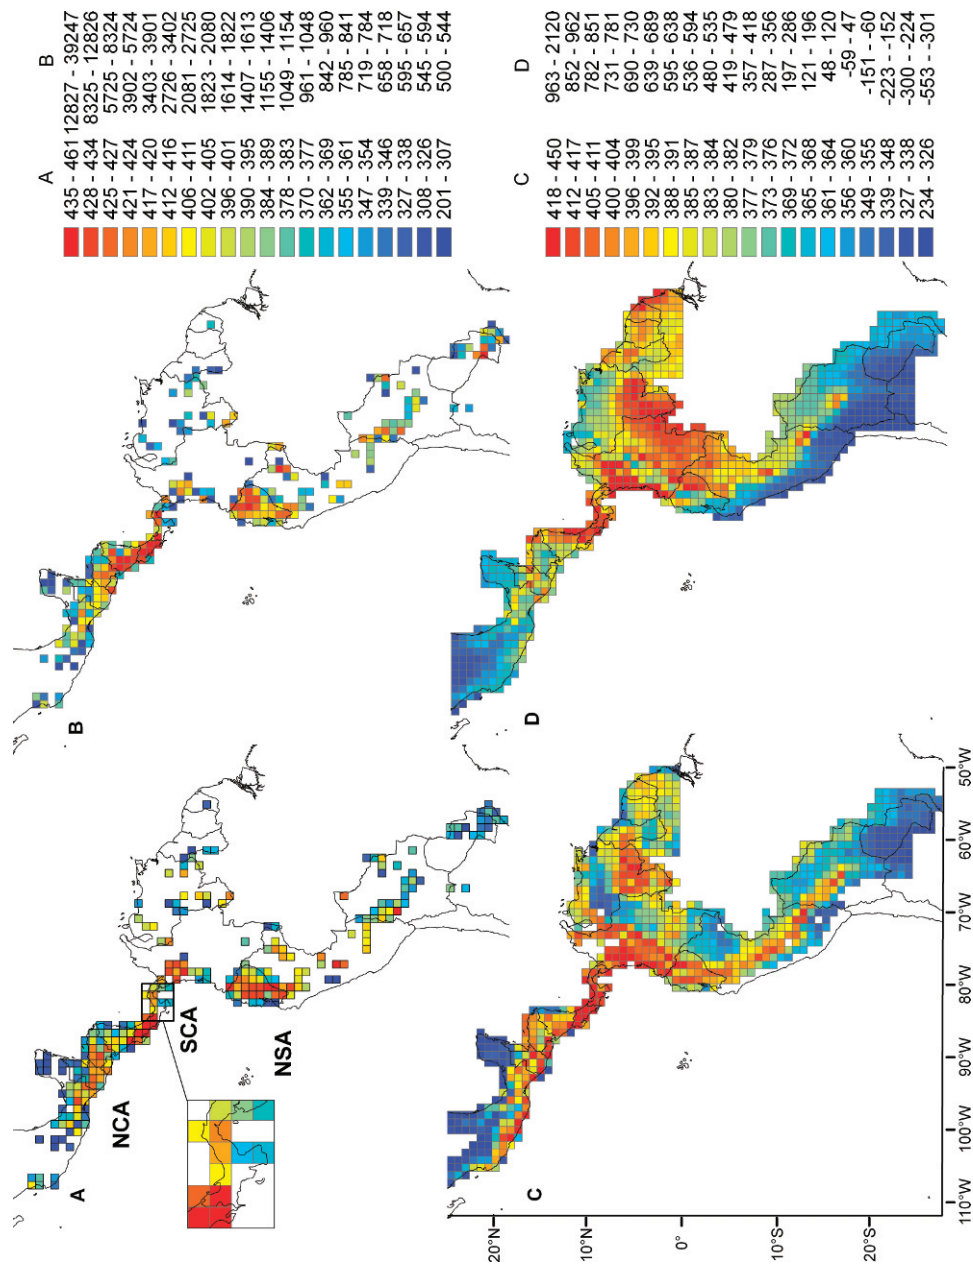 A
B
435 - 461 12827 - 39247
428 - 434 8325 - 12826
425 - 427 5725 - 8324
421 - 424 3902 - 5724
417 - 420 3403 - 3901
412 - 416 2726 - 3402
406 - 411 2081 - 2725
402 - 405 1823 - 2080
396 - 401 1614 - 1822
390 - 395 1407 - 1613
384 - 389 1155 - 1406
378 - 383 1049 - 1154
370 - 377 961 - 1048
362 - 369 842 - 960
355 - 361 785 - 841
347 - 354 719 - 784
339 - 346 658 - 718
327 - 338 595 - 657
308 - 326 545 - 594
201 - 307 500 - 544
C
D
418 - 450 963 - 2120
412 - 417 852 - 962
405 - 411 782 - 851
400 - 404 731 - 781
396 - 399 690 - 730
392 - 395 639 - 689
388 - 391 595 - 638
385 - 387 536 - 594
383 - 384 480 - 535
380 - 382 419 - 479
377 - 379 357 - 418
373 - 376 287 - 356
369 - 372 197 - 286
365 - 368 121 - 196
361 - 364 48 - 120
356 - 360 -59 - 47
349 - 355 -151 - -60
339 - 348 -223 - -152
327 - 338 -300 - -224
234 - 326 -553 - -301
A
NCA
SCA
NSA
B
C
D
20°N
10°N
0°
10°S
20°S
110°W
100°W
90°W
80°W
70°W
60°W
50°W